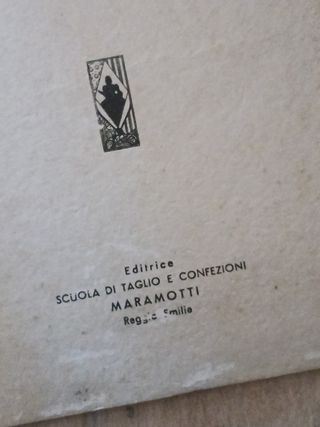 Editrice
SCUOLA DI TAGLIO E CONFEZIONI
MARAMOTTI
Reggio Emilia